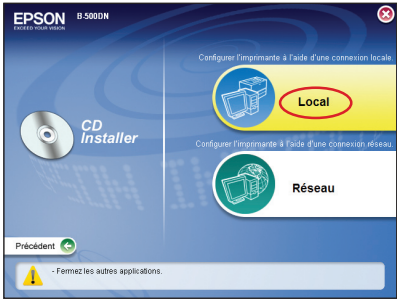 EPSON
EXCEED YOUR VISION
B-500DN
Configurer l'imprimante à l'aide d'une connexion locale.
Local
CD
Installer
Configurer l'imprimante à l'aide d'une connexion réseau.
Réseau
Précédent
- Fermez les autres applications.